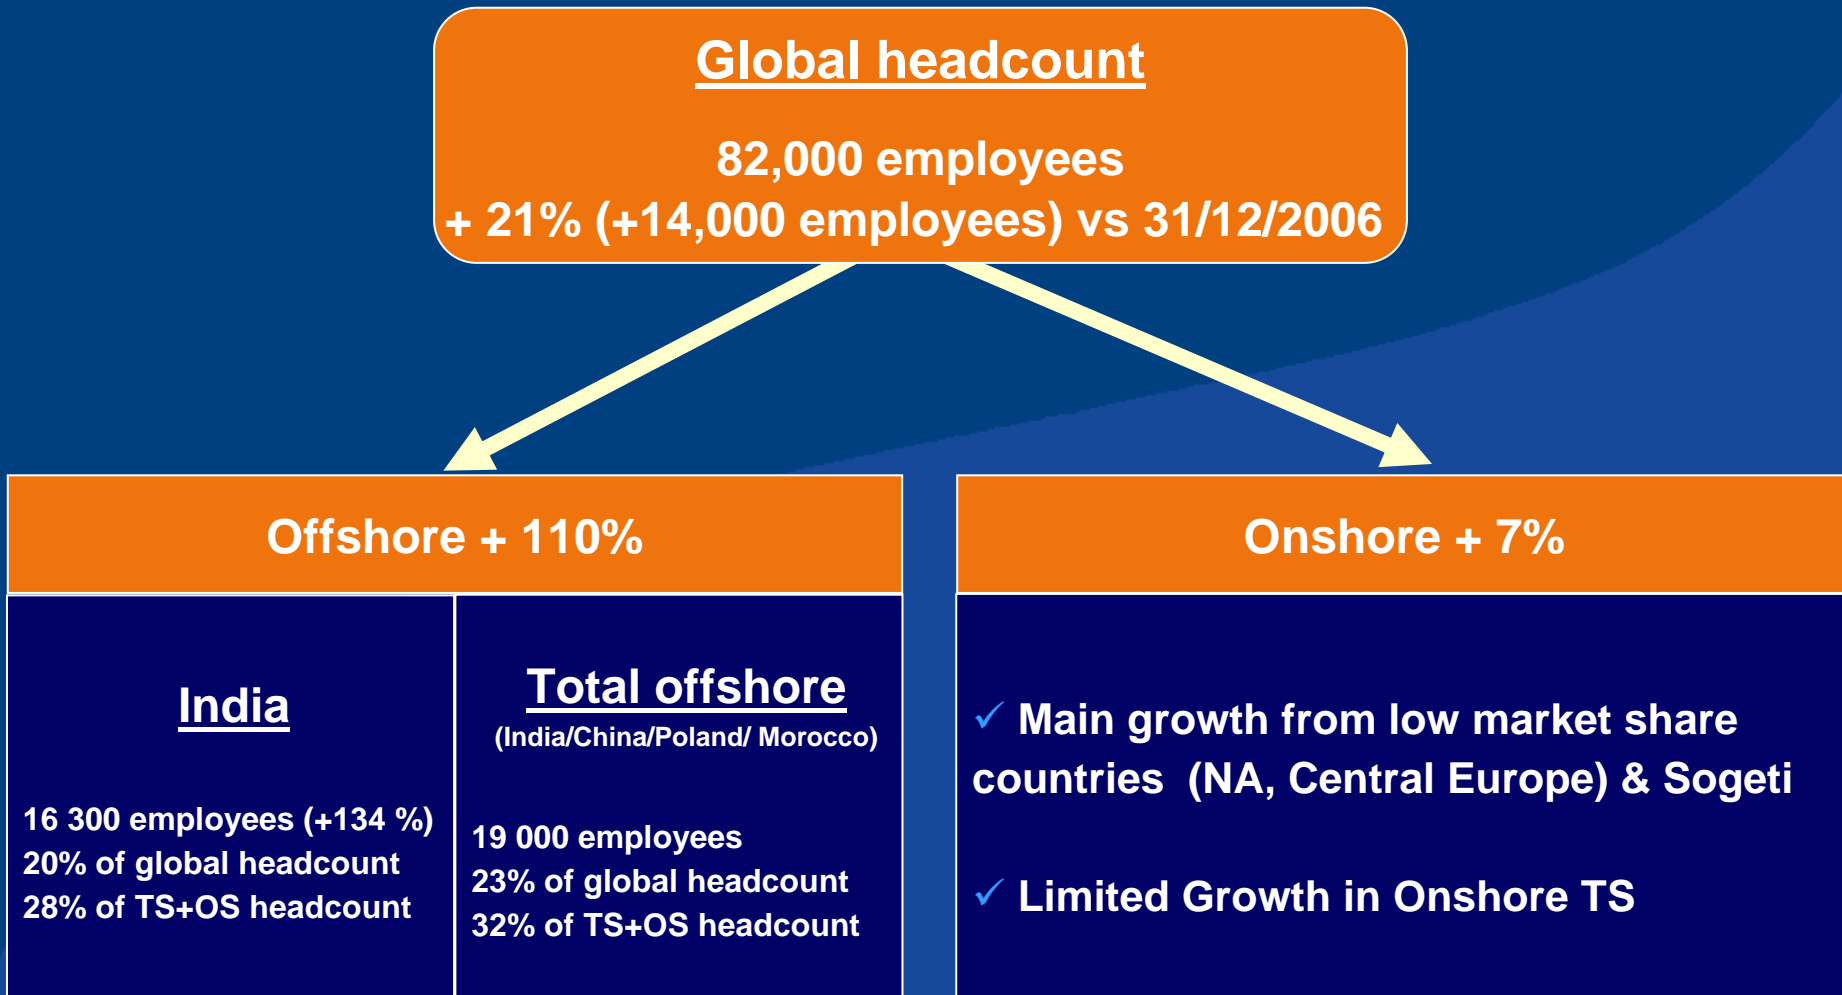 Global headcount
82,000 employees
+ 21% (+14,000 employees) vs 31/12/2006
Offshore + 110%
Onshore + 7%
India
16 300 employees (+134 %)
20% of global headcount
28% of TS+OS headcount
Total offshore
(India/China/Poland/ Morocco)
19 000 employees
23% of global headcount
32% of TS+OS headcount
✓ Main growth from low market share
countries (NA, Central Europe) & Sogeti
✓ Limited Growth in Onshore TS